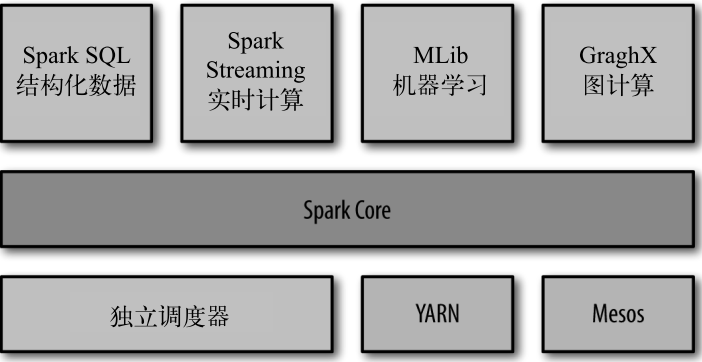 Spark SQL
结构化数据
Spark
Streaming
实时计算
MLib
机器学习
GraghX
图计算
Spark Core
独立调度器
YARN
Mesos